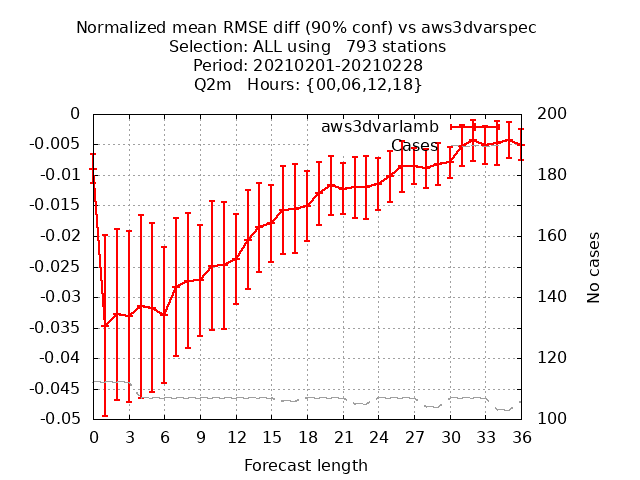 Normalized mean RMSE diff (90% conf) vs aws3dvarspec
Selection: ALL using   793 stations
Period: 20210201-20210228
Q2m   Hours: {00,06,12,18}
aws3dvarlamb
Cases
0
-0.005
-0.01
-0.015
-0.02
-0.025
-0.03
-0.035
-0.04
-0.045
-0.05
200
180
160
140
120
100
No cases
0 3 6 9 12 15 18 21 24 27 30 33 36
Forecast length